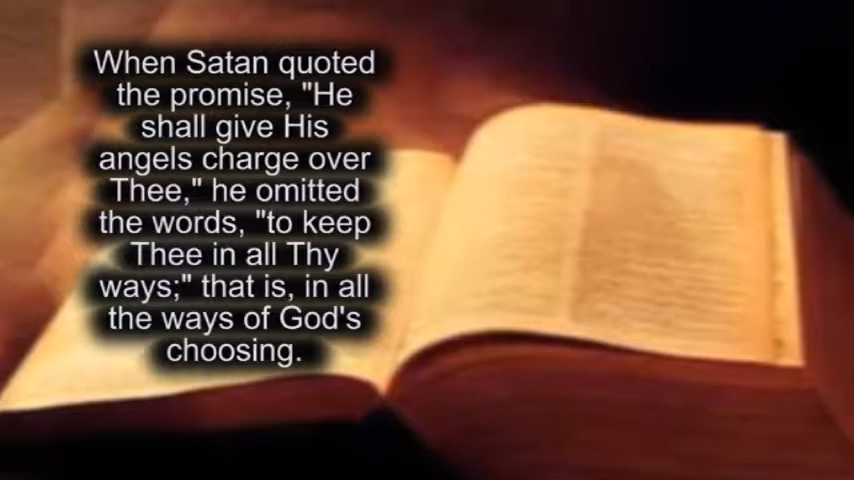 When Satan quoted
the promise, "He
shall give His
angels charge over
Thee," he omitted
the words, "to keep
Thee in all Thy
ways;" that is, in all
the ways of God's
choosing.